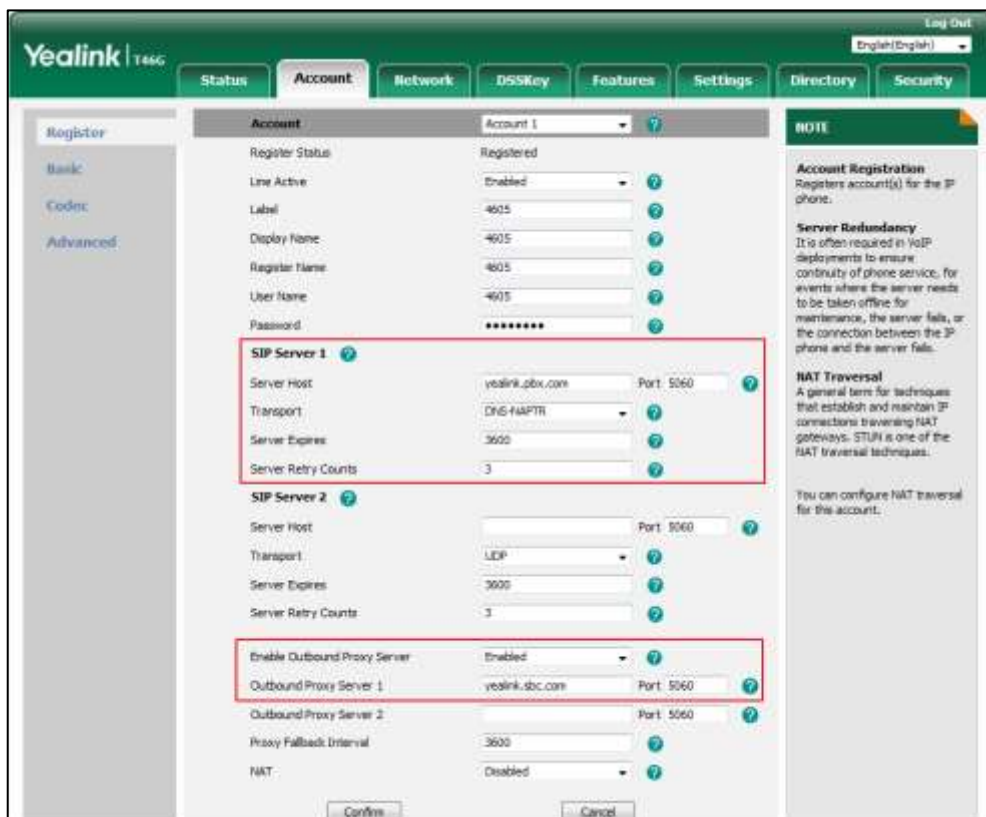 Log Out
Yealink T46G
English(English)
Status Account Network DSSKey Features Settings Directory Security
Register
Basic
Codec
Advanced
Account Account 1
Register Status Registered
Line Active Enabled
Label 4605
Display Name 4605
Register Name 4605
User Name 4605
Password ••••••••
SIP Server 1
Server Host yealink.pbx.com Port 5060
Transport DNS-NAPTR
Server Expires 3600
Server Retry Counts 3
SIP Server 2
Server Host Port 5060
Transport UDP
Server Expires 3600
Server Retry Counts 3
Enable Outbound Proxy Server Enabled
Outbound Proxy Server 1 yealink.sbc.com Port 5060
Outbound Proxy Server 2 Port 5060
Proxy Fallback Interval 3600
NAT Disabled
Confirm Cancel
NOTE
Account Registration
Registers account(s) for the IP
phone.
Server Redundancy
It is often required in VoIP
deployments to ensure
continuity of phone service, for
events where the server needs
to be taken offline for
maintenance, the server fails, or
the connection between the IP
phone and the server fails.
NAT Traversal
A general term for techniques
that establish and maintain IP
connections traversing NAT
gateways. STUN is one of the
NAT traversal techniques.
You can configure NAT traversal
for this account.